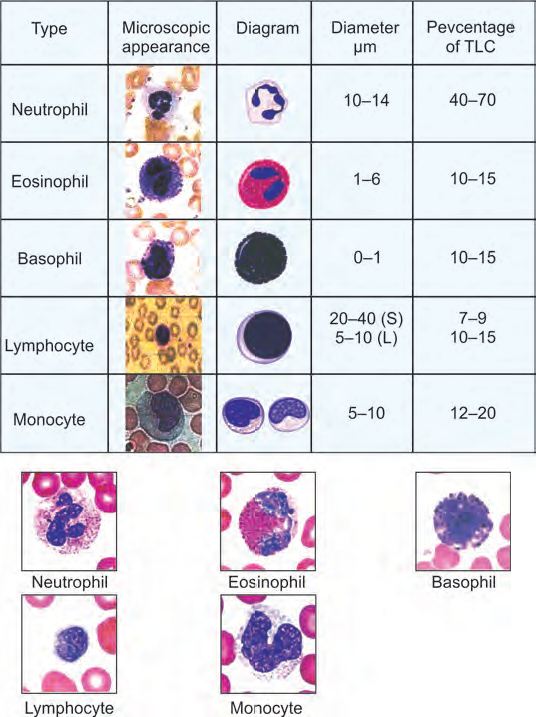 Type Microscopic appearance Diagram Diameter µm Pevcentage of TLC
Neutrophil 10–14 40–70
Eosinophil 1–6 10–15
Basophil 0–1 10–15
Lymphocyte 20–40 (S) 7–9
5–10 (L) 10–15
Monocyte 5–10 12–20
Neutrophil Eosinophil Basophil
Lymphocyte Monocyte